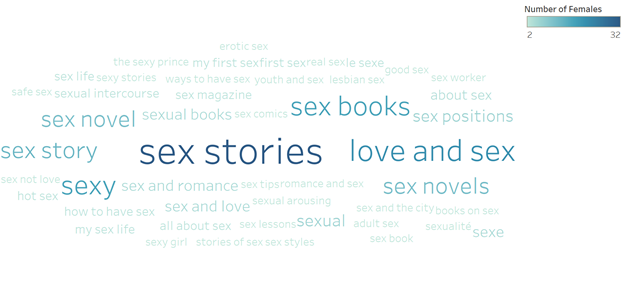 Number of Females
2 32
erotic sex
the sexy prince my first sex first sex real sex le sexe
good sex
sex life sexy stories ways to have sex youth and sex lesbian sex sex worker
safe sex sexual intercourse sex magazine about sex
sex novel sexual books sex comics sex books sex positions
sex story sex stories love and sex
sex not love sexy sex and romance sex tips romance and sex sex novels
hot sex sexual arousing
how to have sex sex and love sex and the city books on sex
my sex life all about sex sex lessons sexual adult sex sexualité sexe
sexy girl stories of sex sex styles sex book